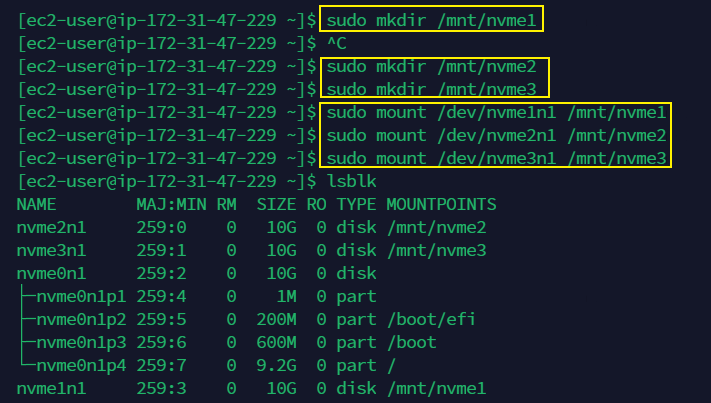 [ec2-user@ip-172-31-47-229 ~]$ sudo mkdir /mnt/nvme1
[ec2-user@ip-172-31-47-229 ~]$ ^C
[ec2-user@ip-172-31-47-229 ~]$ sudo mkdir /mnt/nvme2
[ec2-user@ip-172-31-47-229 ~]$ sudo mkdir /mnt/nvme3
[ec2-user@ip-172-31-47-229 ~]$ sudo mount /dev/nvme1n1 /mnt/nvme1
[ec2-user@ip-172-31-47-229 ~]$ sudo mount /dev/nvme2n1 /mnt/nvme2
[ec2-user@ip-172-31-47-229 ~]$ sudo mount /dev/nvme3n1 /mnt/nvme3
[ec2-user@ip-172-31-47-229 ~]$ lsblk
NAME        MAJ:MIN RM  SIZE RO TYPE MOUNTPOINTS
nvme2n1     259:0    0   10G  0 disk /mnt/nvme2
nvme3n1     259:1    0   10G  0 disk /mnt/nvme3
nvme0n1     259:2    0   10G  0 disk
├─nvme0n1p1 259:4    0    1M  0 part
├─nvme0n1p2 259:5    0  200M  0 part /boot/efi
├─nvme0n1p3 259:6    0  600M  0 part /boot
└─nvme0n1p4 259:7    0  9.2G  0 part /
nvme1n1     259:3    0   10G  0 disk /mnt/nvme1